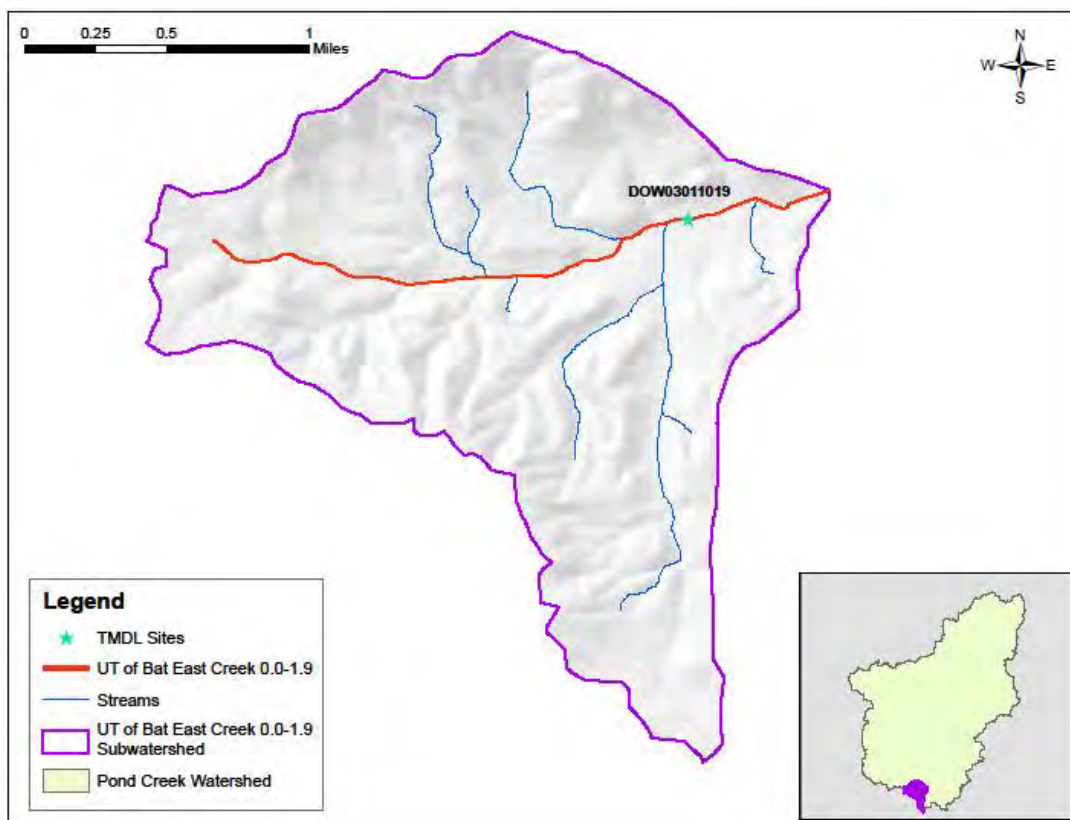 0 0.25 0.5 1
Miles
N
W E
S
DOW03011019
Legend
TMDL Sites
UT of Bat East Creek 0.0-1.9
Streams
UT of Bat East Creek 0.0-1.9
Subwatershed
Pond Creek Watershed